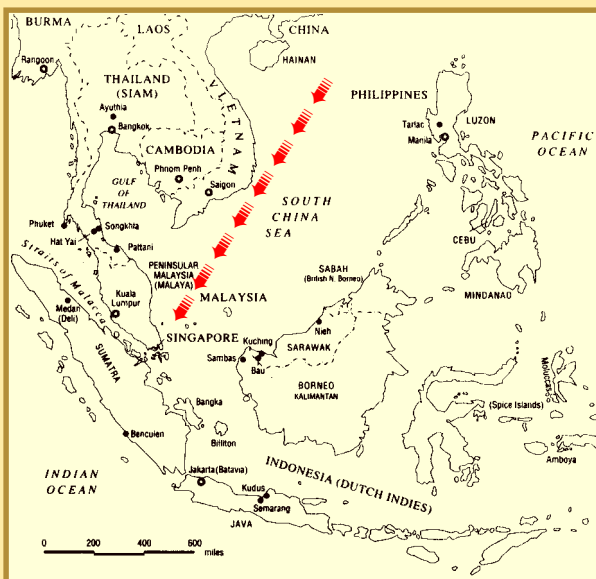 BURMA
LAOS
CHINA
Rangoon
HAINAN
THAILAND
(SIAM)
VIETNAM
PHILIPPINES
Ayuthia
Bangkok
Tarlac
LUZON
Manila
PACIFIC
OCEAN
CAMBODIA
Phnom Penh
Saigon
GULF
OF
THAILAND
SOUTH
CHINA
SEA
Phuket
Songkhla
Hat Yai
Pattani
CEBU
Straits of Malacca
PENINSULAR
MALAYSIA
(MALAYA)
SABAH
(British N. Borneo)
MINDANAO
Kuala
Lumpur
MALAYSIA
Medan
(Deli)
SINGAPORE
Nieh
Kuching
SARAWAK
Sambas
Bau
SUMATRA
BORNEO
KALIMANTAN
Moluccas
(Spice Islands)
Bangka
Billiton
Benculen
Amboya
INDIAN
OCEAN
Jakarta(Batavia)
INDONESIA (DUTCH INDIES)
Kudus
Semarang
JAVA
0 200 400 600
miles